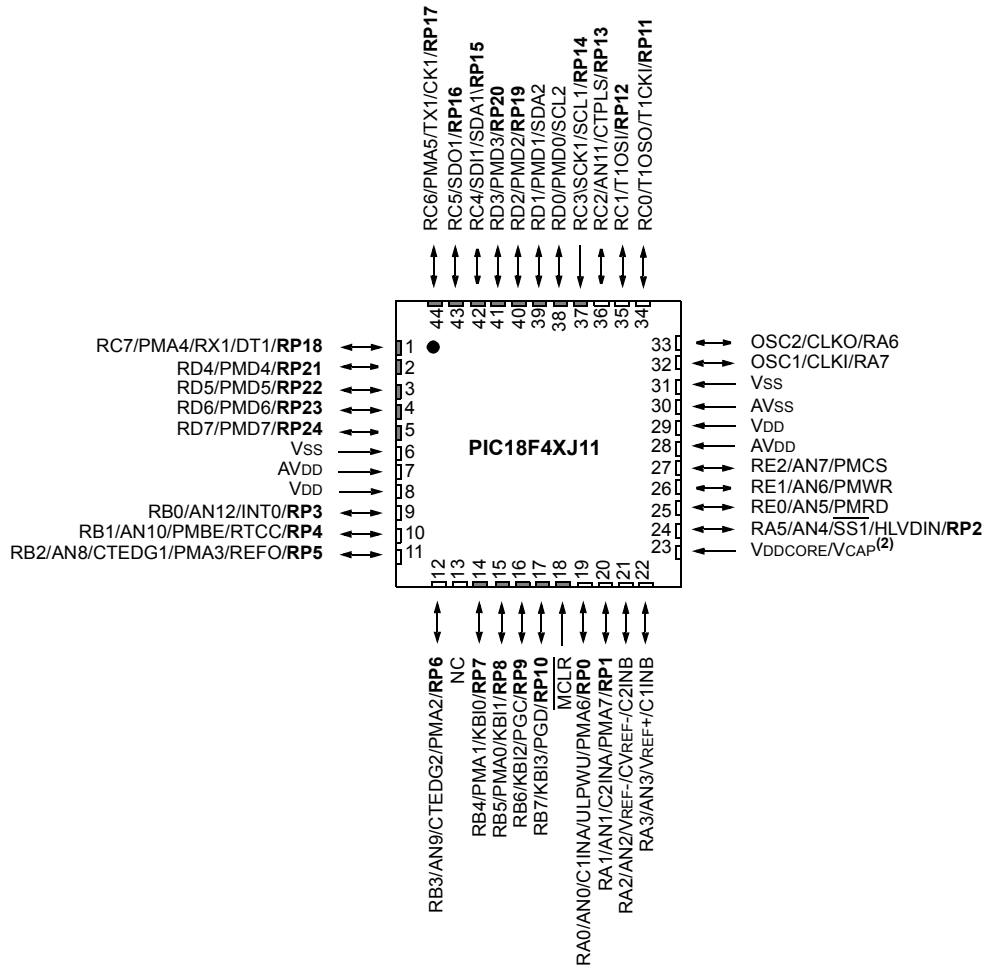 RC6/PMA5/TX1/CK1/RP17
RC5/SDO1/RP16
RC4/SDI1/SDA1\RP15
RD3/PMD3/RP20
RD2/PMD2/RP19
RD1/PMD1/SDA2
RD0/PMD0/SCL2
RC3\SCK1/SCL1/RP14
RC2/AN11/CTPLS/RP13
RC1/T1OSI/RP12
RC0/T1OSO/T1CKI/RP11
44
43
42
41
40
39
38
37
36
35
34
RC7/PMA4/RX1/DT1/RP18 1
RD4/PMD4/RP21 2
RD5/PMD5/RP22 3
RD6/PMD6/RP23 4
RD7/PMD7/RP24 5
VSS 6
AVDD 7
VDD 8
RB0/AN12/INT0/RP3 9
RB1/AN10/PMBE/RTCC/RP4 10
RB2/AN8/CTEDG1/PMA3/REFO/RP5 11
PIC18F4XJ11
33 OSC2/CLKO/RA6
32 OSC1/CLKI/RA7
31 VSS
30 AVSS
29 VDD
28 AVDD
27 RE2/AN7/PMCS
26 RE1/AN6/PMWR
25 RE0/AN5/PMRD
24 RA5/AN4/SS1/HLVDIN/RP2
23 VDDCORE/VCAP(2)
12
13
14
15
16
17
18
19
20
21
22
RB3/AN9/CTEDG2/PMA2/RP6
NC
RB4/PMA1/KBI0/RP7
RB5/PMA0/KBI1/RP8
RB6/KBI2/PGC/RP9
RB7/KBI3/PGD/RP10
MCLR
RA0/AN0/C1INA/ULPWU/PMA6/RP0
RA1/AN1/C2INA/PMA7/RP1
RA2/AN2/VREF-/CVREF-/C2INB
RA3/AN3/VREF+/C1INB